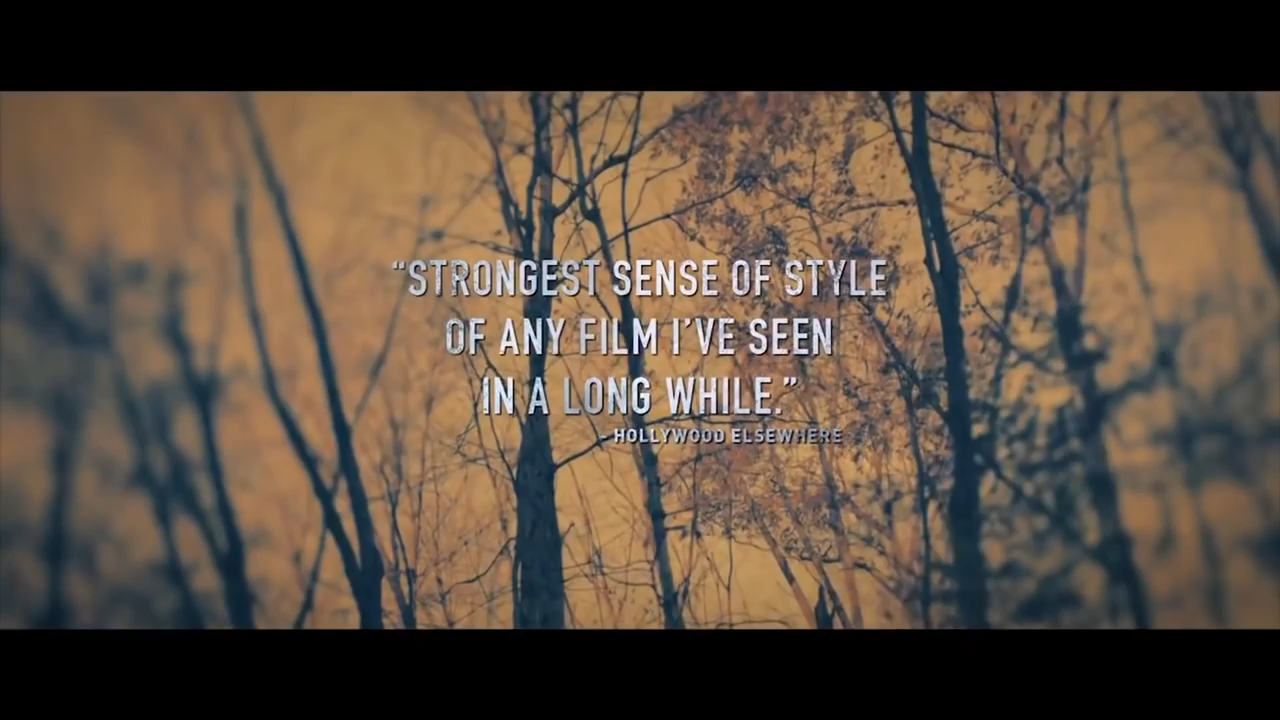 “STRONGEST SENSE OF STYLE
OF ANY FILM I’VE SEEN
IN A LONG WHILE.”
- HOLLYWOOD ELSEWHERE